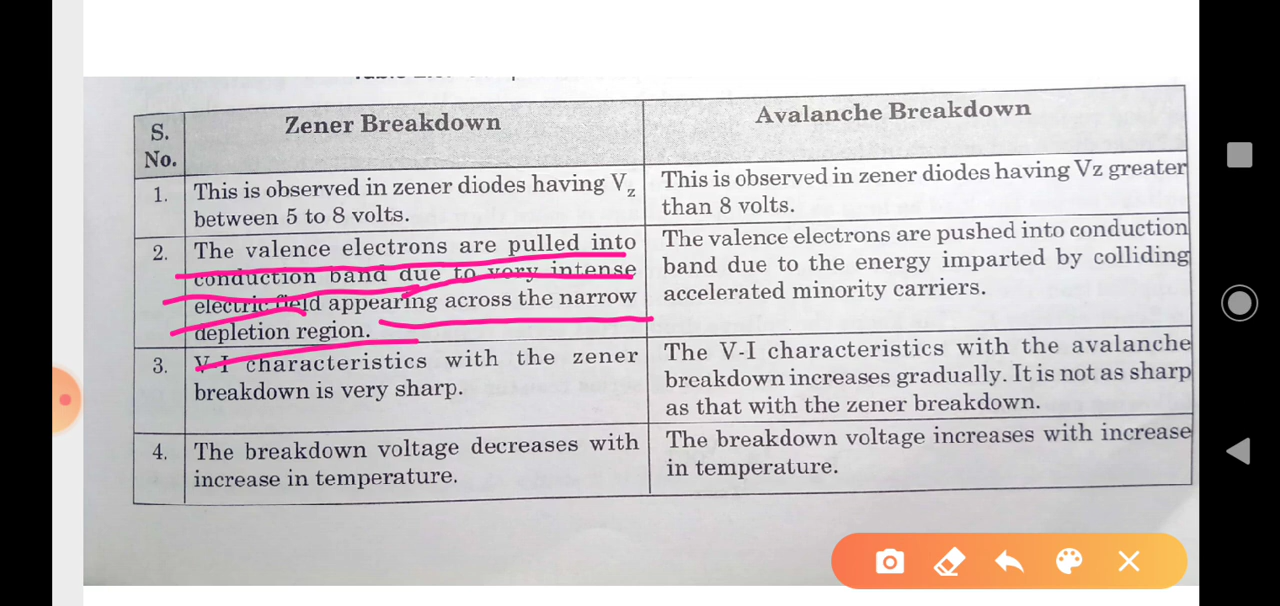 S.
No.
Zener Breakdown
Avalanche Breakdown
1.
This is observed in zener diodes having Vz
between 5 to 8 volts.
This is observed in zener diodes having Vz greater
than 8 volts.
2.
The valence electrons are pulled into
conduction band due to very intense
electric field appearing across the narrow
depletion region.
The valence electrons are pushed into conduction
band due to the energy imparted by colliding
accelerated minority carriers.
3.
V-I characteristics with the zener
breakdown is very sharp.
The V-I characteristics with the avalanche
breakdown increases gradually. It is not as sharp
as that with the zener breakdown.
4.
The breakdown voltage decreases with
increase in temperature.
The breakdown voltage increases with increase
in temperature.